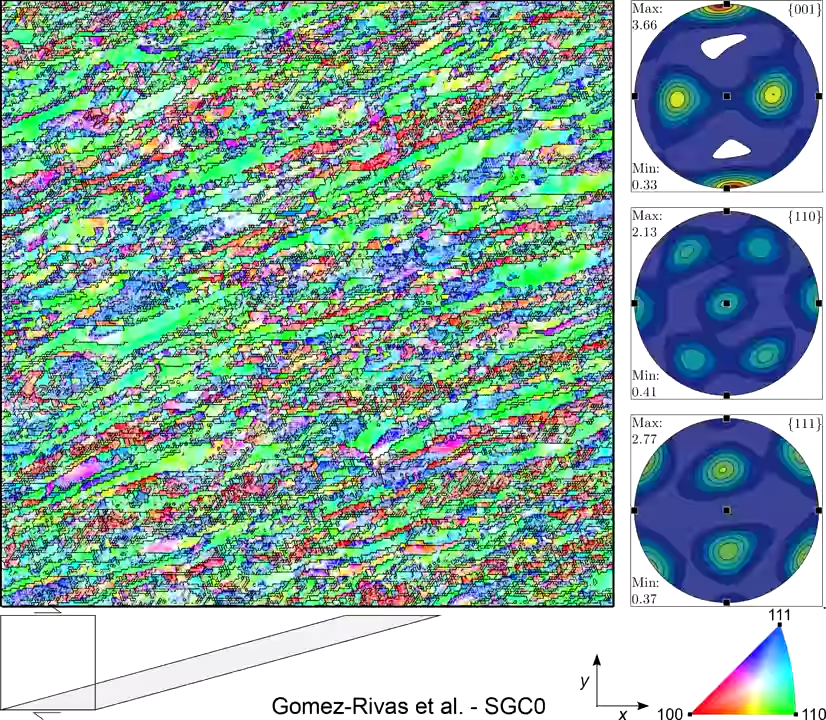 Max:
3.66
{001}
Min:
0.33
Max:
2.13
{110}
Min:
0.41
Max:
2.77
{111}
Min:
0.37
111
y
x
100
110
Gomez-Rivas et al. - SGC0